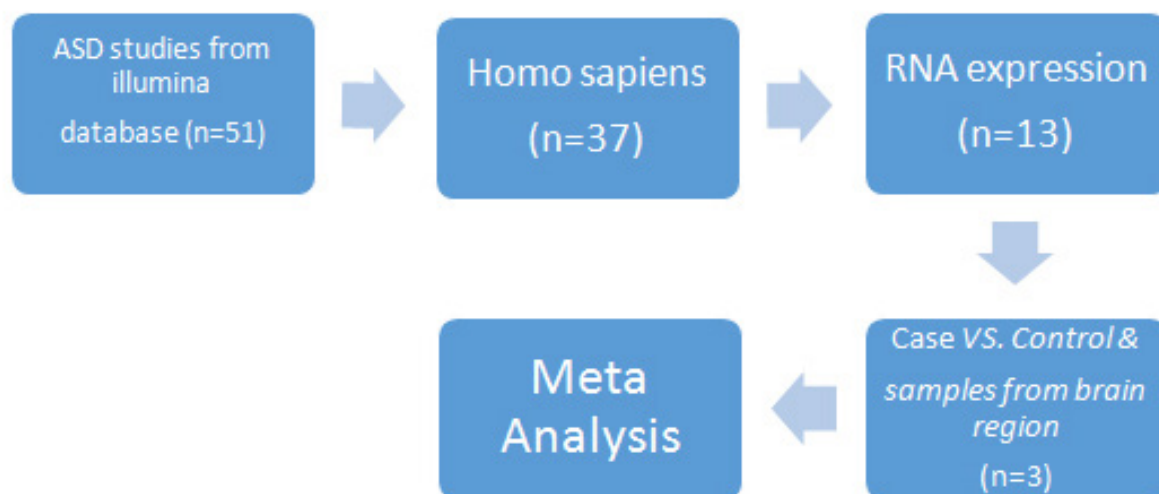 ASD studies from
illumina
database (n=51)
Homo sapiens
(n=37)
RNA expression
(n=13)
Case VS. Control &
samples from brain
region
(n=3)
Meta
Analysis